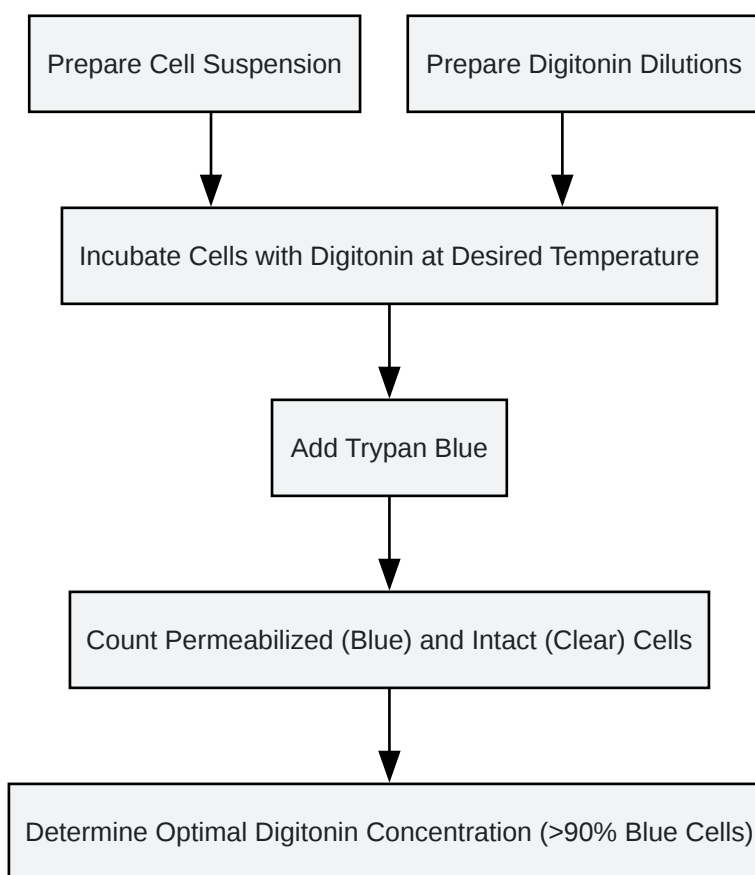 Prepare Cell Suspension
Prepare Digitonin Dilutions
Incubate Cells with Digitonin at Desired Temperature
Add Trypan Blue
Count Permeabilized (Blue) and Intact (Clear) Cells
Determine Optimal Digitonin Concentration (>90% Blue Cells)